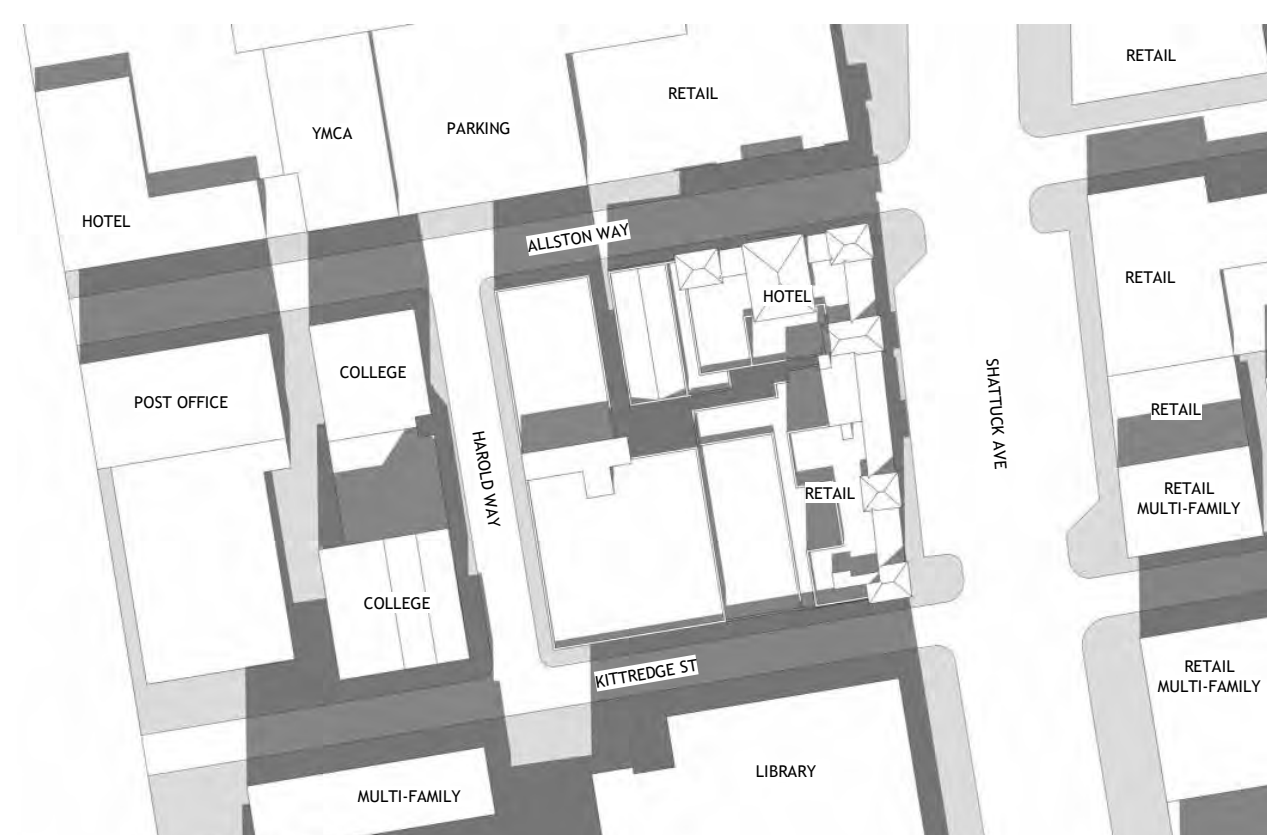 RETAIL
RETAIL
YMCA
PARKING
HOTEL
ALLSTON WAY
HOTEL
RETAIL
COLLEGE
POST OFFICE
SHATTUCK AVE
RETAIL
HAROLD WAY
RETAIL
RETAIL
MULTI-FAMILY
COLLEGE
KITTREDGE ST
RETAIL
MULTI-FAMILY
LIBRARY
MULTI-FAMILY